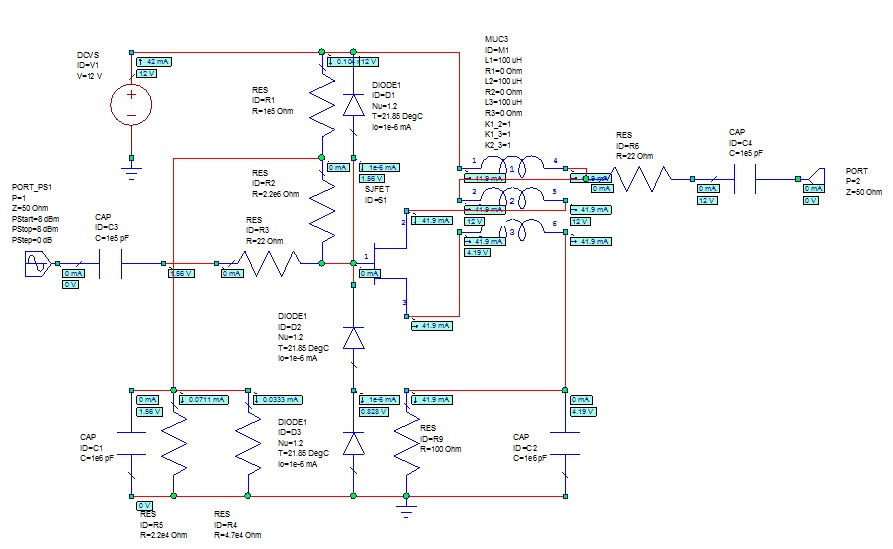 DCVS
ID=V1
V=12 V
42 mA
12 V
0.104
12 V
RES
ID=R1
R=1e5 Ohm
DIODE1
ID=D1
Nu=1.2
T=21.85 DegC
Io=1e-6 mA
MUC3
ID=M1
L1=100 uH
R1=0 Ohm
L2=100 uH
R2=0 Ohm
L3=100 uH
R3=0 Ohm
K1_2=1
K1_3=1
K2_3=1
RES
ID=R6
R=22 Ohm
CAP
ID=C4
C=1e5 pF
PORT
P=2
Z=50 Ohm
0 mA
1e-6 mA
1.56 V
SJFET
ID=S1
RES
ID=R2
R=2.2e6 Ohm
1
1
4
41.9 mA
0 mA
0 mA
12 V
0 mA
0 V
2
2
5
41.9 mA
41.9 mA
12 V
3
6
41.9 mA
4.19 V
41.9 mA
2
41.9 mA
12 V
PORT_PS1
P=1
Z=50 Ohm
PStart=8 dBm
PStop=8 dBm
PStep=0 dB
CAP
ID=C3
C=1e5 pF
RES
ID=R3
R=22 Ohm
0 mA
0 V
1.56 V
0 mA
1
0 mA
3
41.9 mA
DIODE1
ID=D2
Nu=1.2
T=21.85 DegC
Io=1e-6 mA
0 mA
1.56 V
0.0711 mA
0.0333 mA
1e-6 mA
0.828 V
41.9 mA
0 mA
4.19 V
CAP
ID=C1
C=1e6 pF
DIODE1
ID=D3
Nu=1.2
T=21.85 DegC
Io=1e-6 mA
RES
ID=R9
R=100 Ohm
CAP
ID=C2
C=1e6 pF
0 V
RES
ID=R5
R=2.2e4 Ohm
RES
ID=R4
R=4.7e4 Ohm